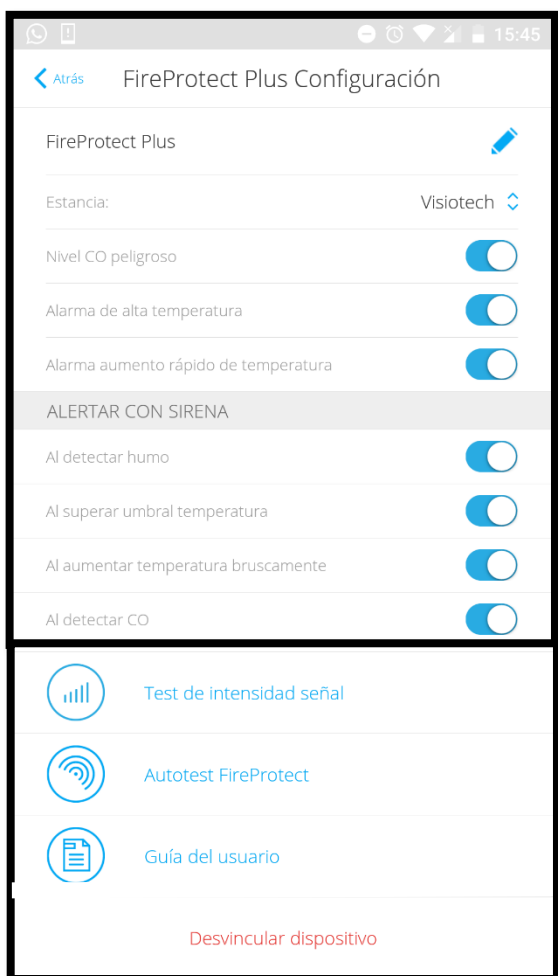 15:45
Atrás FireProtect Plus Configuración
FireProtect Plus
Estancia: Visiotech
Nivel CO peligroso
Alarma de alta temperatura
Alarma aumento rápido de temperatura
ALERTAR CON SIRENA
Al detectar humo
Al superar umbral temperatura
Al aumentar temperatura bruscamente
Al detectar CO
Test de intensidad señal
Autotest FireProtect
Guía del usuario
Desvincular dispositivo